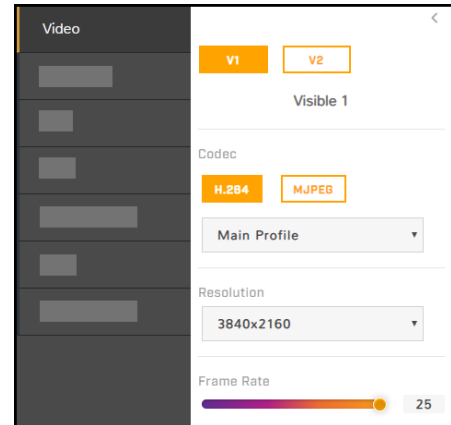 Video
V1 V2
Visible 1
Codec
H.264 MJPEG
Main Profile
Resolution
3840x2160
Frame Rate
25